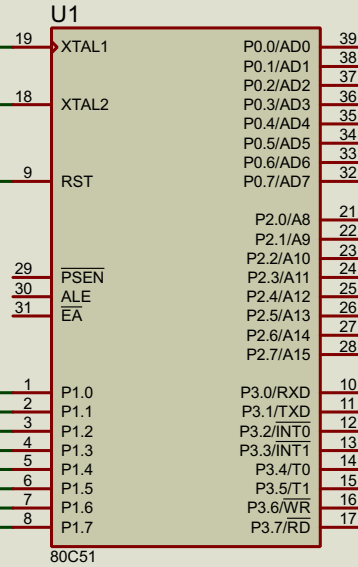 U1
19 XTAL1 P0.0/AD0 39
P0.1/AD1 38
P0.2/AD2 37
18 XTAL2 P0.3/AD3 36
P0.4/AD4 35
P0.5/AD5 34
P0.6/AD6 33
9 RST P0.7/AD7 32
P2.0/A8 21
P2.1/A9 22
P2.2/A10 23
29 PSEN P2.3/A11 24
30 ALE P2.4/A12 25
31 EA P2.5/A13 26
P2.6/A14 27
P2.7/A15 28
1 P1.0 P3.0/RXD 10
2 P1.1 P3.1/TXD 11
3 P1.2 P3.2/INT0 12
4 P1.3 P3.3/INT1 13
5 P1.4 P3.4/T0 14
6 P1.5 P3.5/T1 15
7 P1.6 P3.6/WR 16
8 P1.7 P3.7/RD 17
80C51